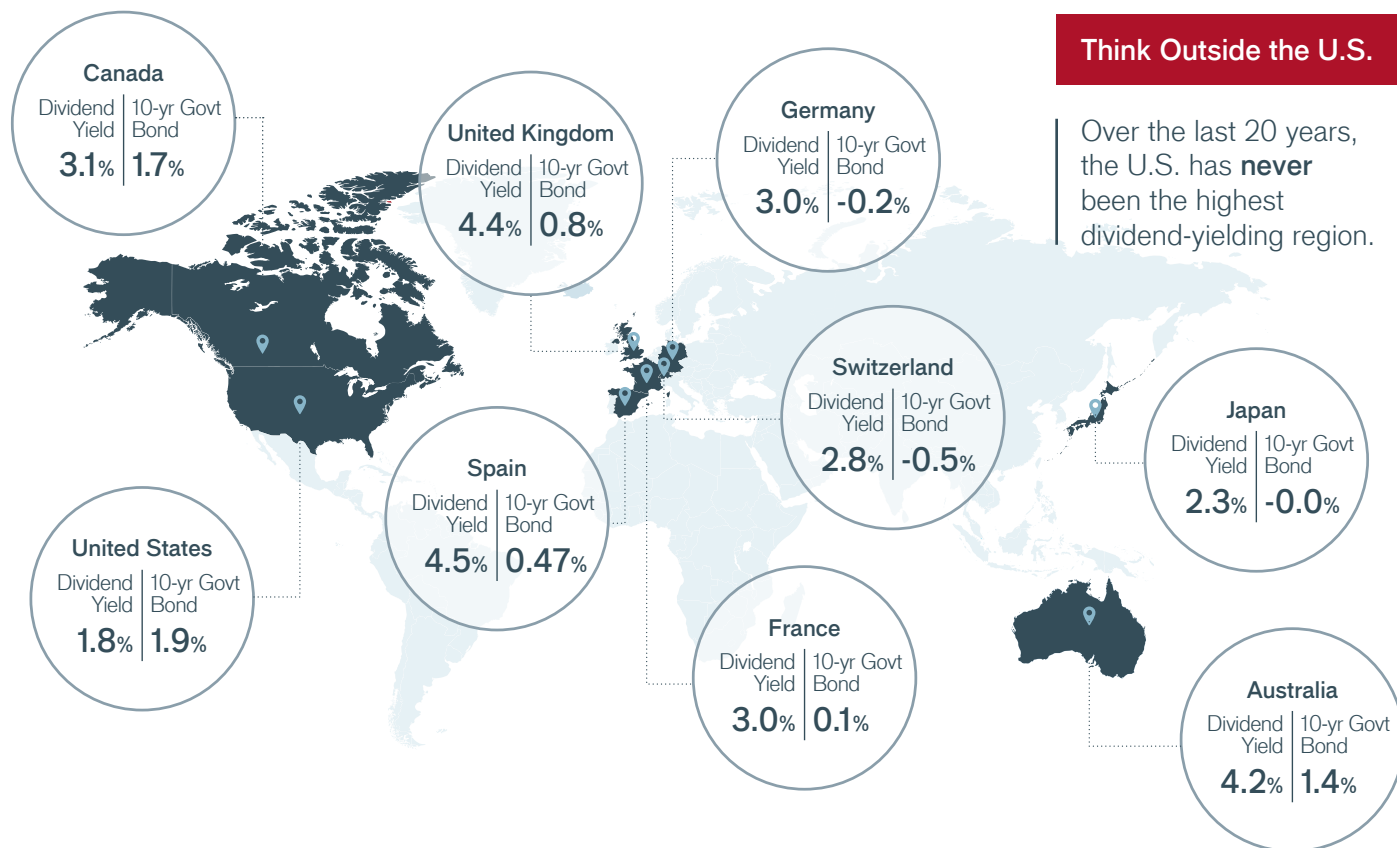 Think Outside the U.S.
Over the last 20 years,
the U.S. has never
been the highest
dividend-yielding region.
Canada
Dividend Yield
3.1%
10-yr Govt Bond
1.7%
United Kingdom
Dividend Yield
4.4%
10-yr Govt Bond
0.8%
Germany
Dividend Yield
3.0%
10-yr Govt Bond
-0.2%
Switzerland
Dividend Yield
2.8%
10-yr Govt Bond
-0.5%
Japan
Dividend Yield
2.3%
10-yr Govt Bond
-0.0%
Spain
Dividend Yield
4.5%
10-yr Govt Bond
0.47%
United States
Dividend Yield
1.8%
10-yr Govt Bond
1.9%
France
Dividend Yield
3.0%
10-yr Govt Bond
0.1%
Australia
Dividend Yield
4.2%
10-yr Govt Bond
1.4%